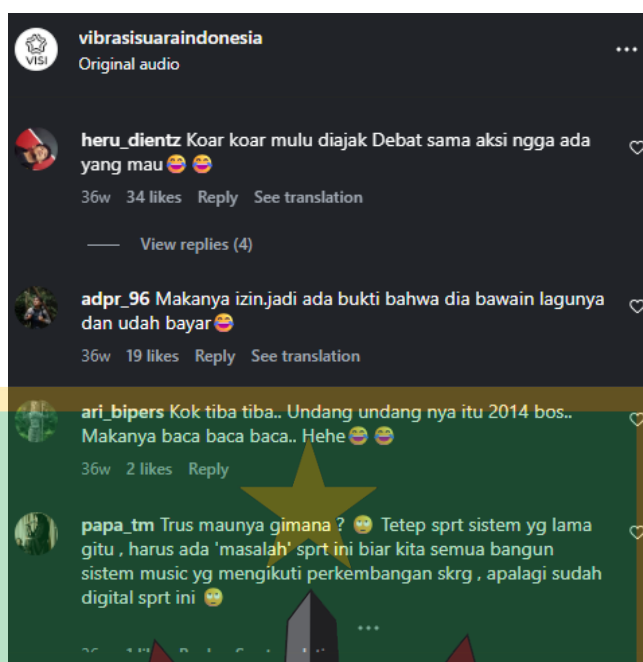 vibrasisuaraindonesia
VISI
Original audio
heru_dientz Koar koar mulu diajak Debat sama aksi ngga ada
yang mau😂 😂
36w 34 likes Reply See translation
View replies (4)
adpr_96 Makanya izin.jadi ada bukti bahwa dia bawain lagunya
dan udah bayar😂
36w 19 likes Reply See translation
ari_bipers Kok tiba tiba.. Undang undang nya itu 2014 bos..
Makanya baca baca baca.. Hehe😂 😂
36w 2 likes Reply
papa_tm Trus maunya gimana ? 🙄 Tetep sprt sistem yg lama
gitu , harus ada 'masalah' sprt ini biar kita semua bangun
sistem music yg mengikuti perkembangan skrg , apalagi sudah
digital sprt ini 🙄